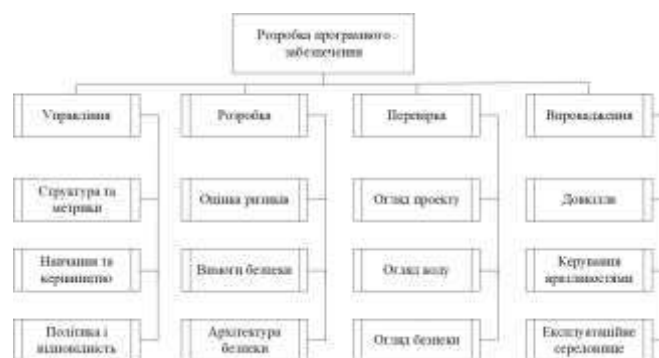 Розробка програмного
забезпечення
Управління
Розробка
Перевірка
Впровадження
Структура та
метрики
Оцінка ризиків
Огляд проекту
Довкілля
Навчання та
керівництво
Вимоги безпеки
Огляд коду
Керування
вразливостями
Політика і
відповідність
Архітектура
безпеки
Огляд безпеки
Експлуатаційне
середовище